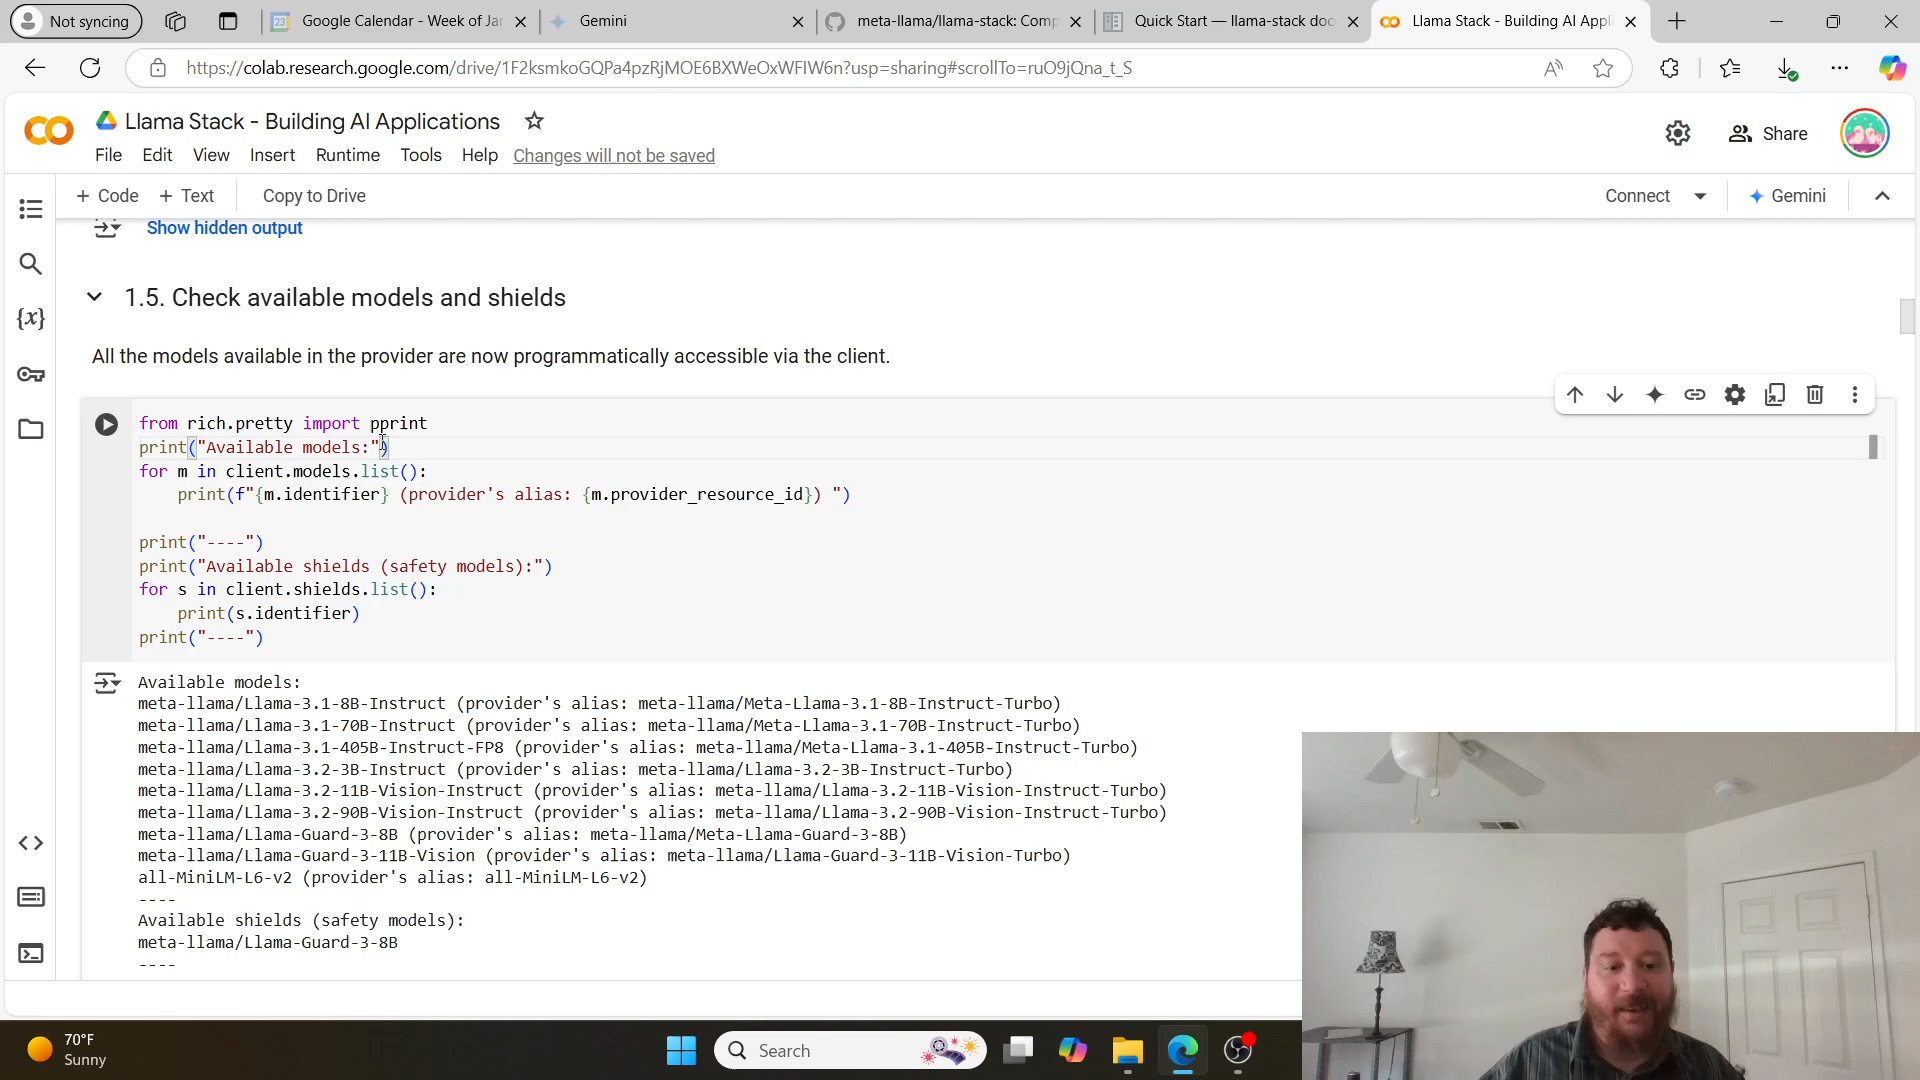 Not syncing
Google Calendar - Week of Ja
Gemini
meta-llama/llama-stack: Comp
Quick Start — llama-stack doc
Llama Stack - Building AI Appli
https://colab.research.google.com/drive/1F2ksmkoGQPa4pzRjMOE6BXWeOxWFIW6n?usp=sharing#scrollTo=ruO9jQna_t_S
Llama Stack - Building AI Applications
Share
File Edit View Insert Runtime Tools Help Changes will not be saved
+ Code + Text Copy to Drive Connect Gemini
Show hidden output
1.5. Check available models and shields
All the models available in the provider are now programmatically accessible via the client.
from rich.pretty import pprint
print("Available models:")
for m in client.models.list():
    print(f"{m.identifier} (provider's alias: {m.provider_resource_id}) ")
print("----")
print("Available shields (safety models):")
for s in client.shields.list():
    print(s.identifier)
print("----")
Available models:
meta-llama/Llama-3.1-8B-Instruct (provider's alias: meta-llama/Meta-Llama-3.1-8B-Instruct-Turbo)
meta-llama/Llama-3.1-70B-Instruct (provider's alias: meta-llama/Meta-Llama-3.1-70B-Instruct-Turbo)
meta-llama/Llama-3.1-405B-Instruct-FP8 (provider's alias: meta-llama/Meta-Llama-3.1-405B-Instruct-Turbo)
meta-llama/Llama-3.2-3B-Instruct (provider's alias: meta-llama/Llama-3.2-3B-Instruct-Turbo)
meta-llama/Llama-3.2-11B-Vision-Instruct (provider's alias: meta-llama/Llama-3.2-11B-Vision-Instruct-Turbo)
meta-llama/Llama-3.2-90B-Vision-Instruct (provider's alias: meta-llama/Llama-3.2-90B-Vision-Instruct-Turbo)
meta-llama/Llama-Guard-3-8B (provider's alias: meta-llama/Meta-Llama-Guard-3-8B)
meta-llama/Llama-Guard-3-11B-Vision (provider's alias: meta-llama/Llama-Guard-3-11B-Vision-Turbo)
all-MiniLM-L6-v2 (provider's alias: all-MiniLM-L6-v2)
----
Available shields (safety models):
meta-llama/Llama-Guard-3-8B
----
70°F
Sunny
Search